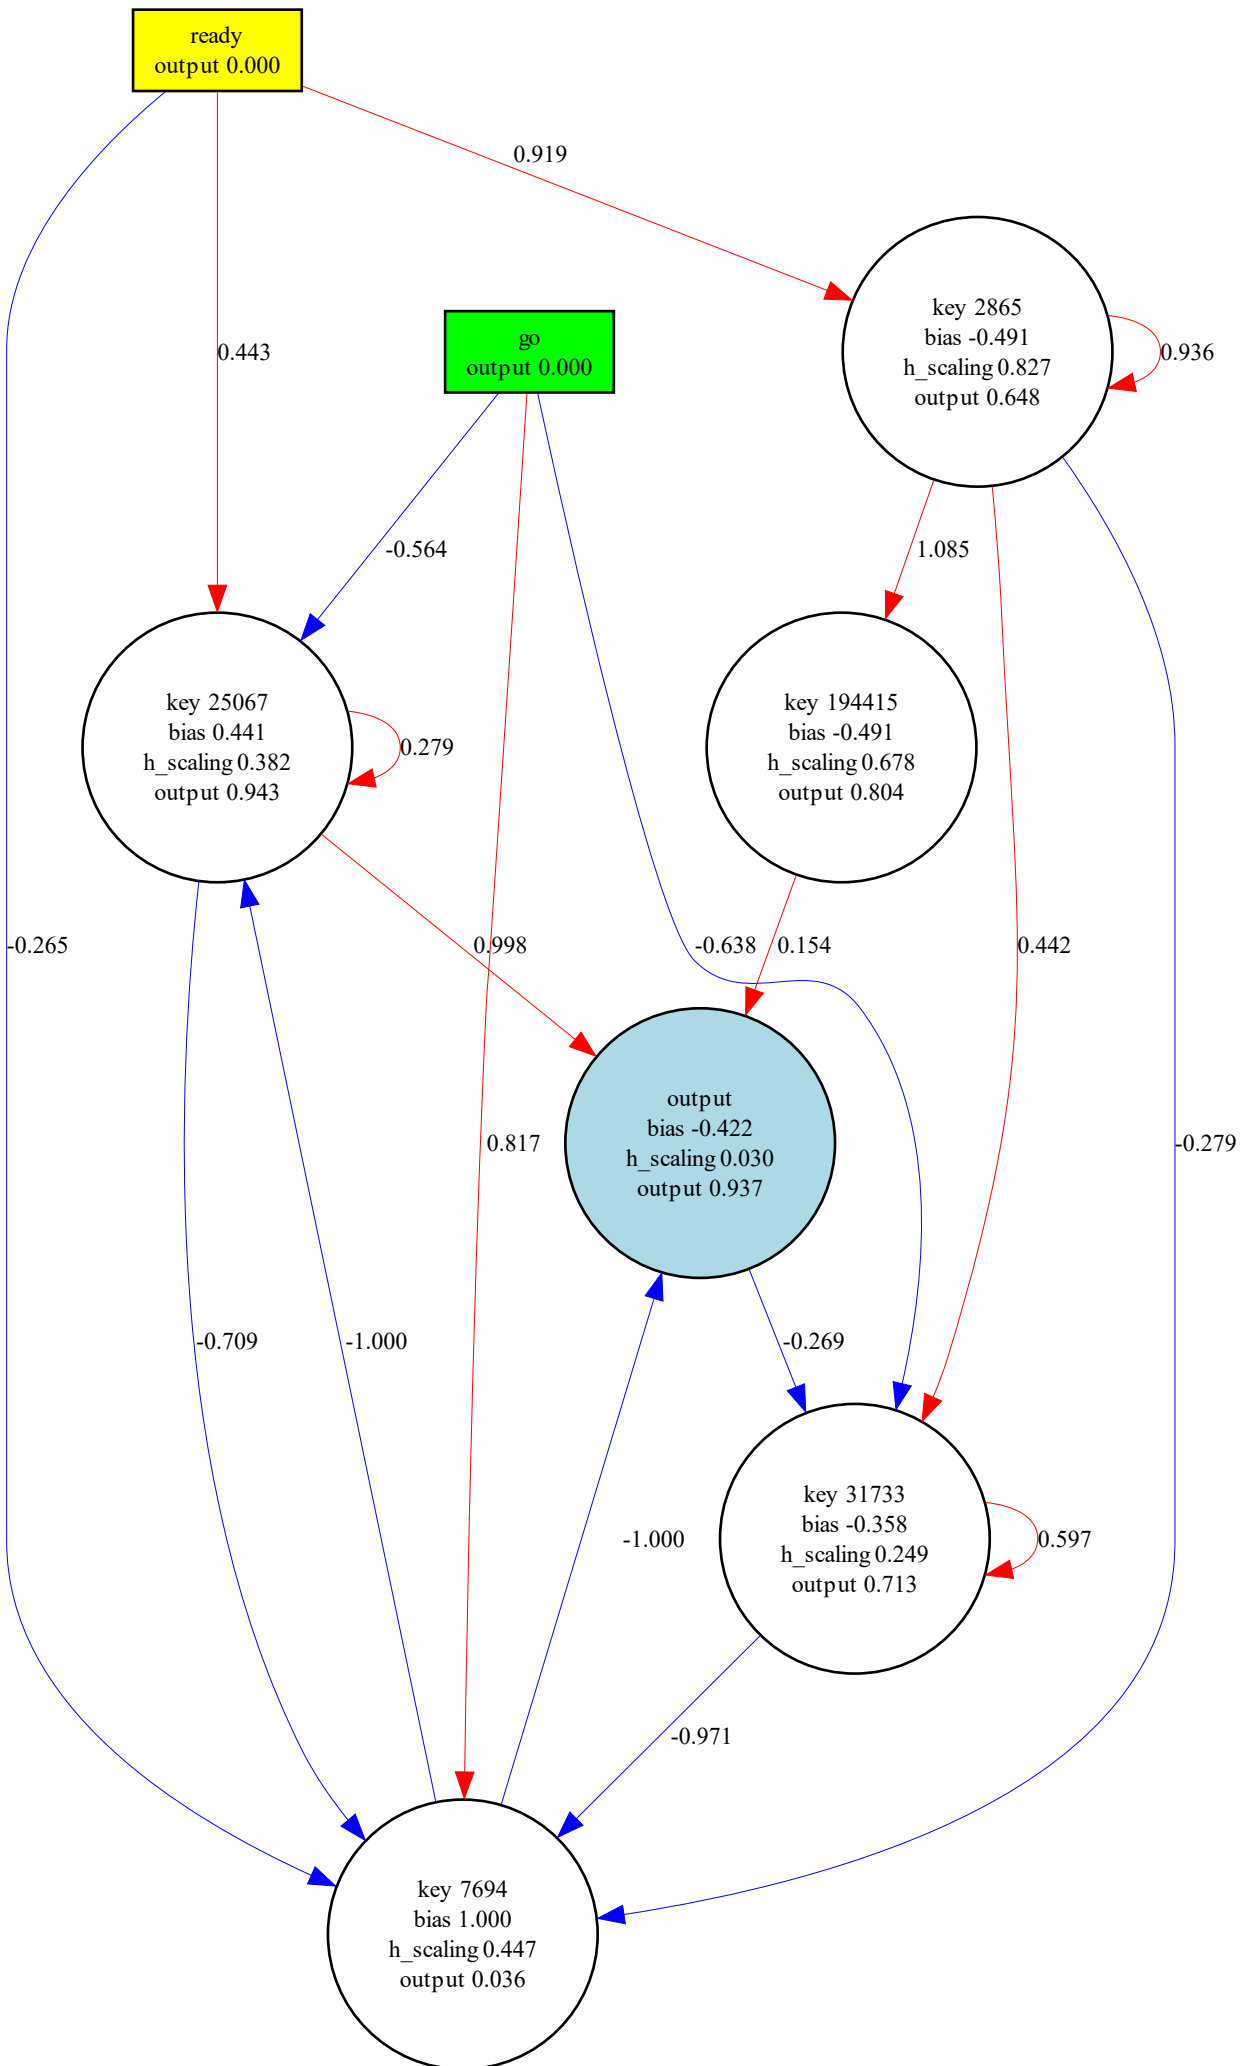 ready
output 0.000
0.919
go
output 0.000
0.443
key 2865
bias -0.491
h_scaling 0.827
output 0.648
0.936
-0.564
1.085
key 25067
bias 0.441
h_scaling 0.382
output 0.943
0.279
key 194415
bias -0.491
h_scaling 0.678
output 0.804
-0.265
0.998
-0.638
0.154
0.442
output
bias -0.422
h_scaling 0.030
output 0.937
0.817
-0.279
-0.709
-1.000
-0.269
-1.000
key 31733
bias -0.358
h_scaling 0.249
output 0.713
0.597
-0.971
key 7694
bias 1.000
h_scaling 0.447
output 0.036